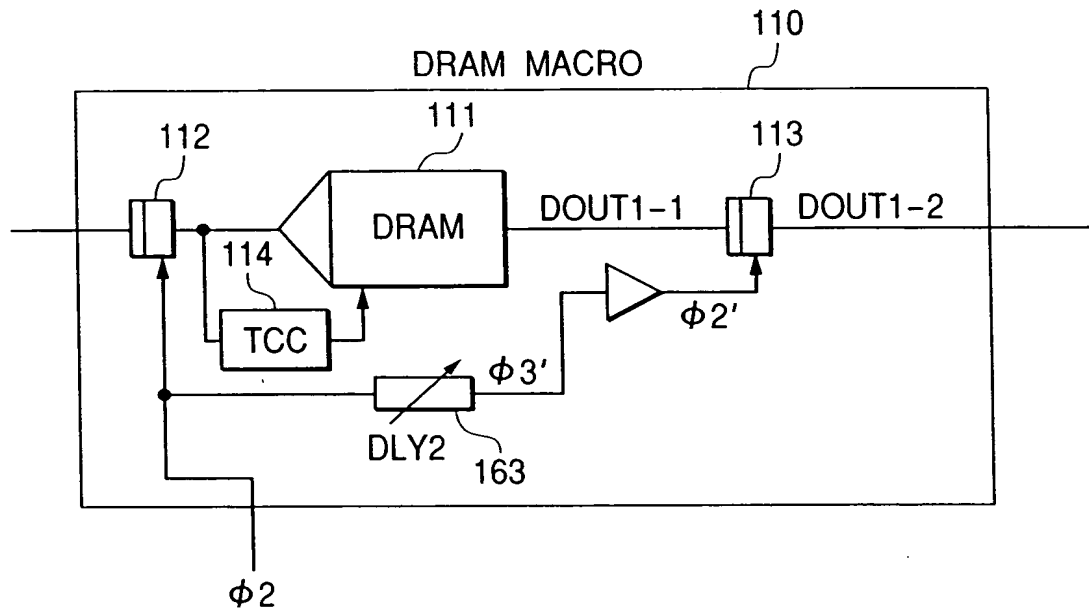 110
DRAM MACRO
112
111
113
DRAM
DOUT1-1
DOUT1-2
114
TCC
ϕ2'
ϕ3'
DLY2
163
ϕ2